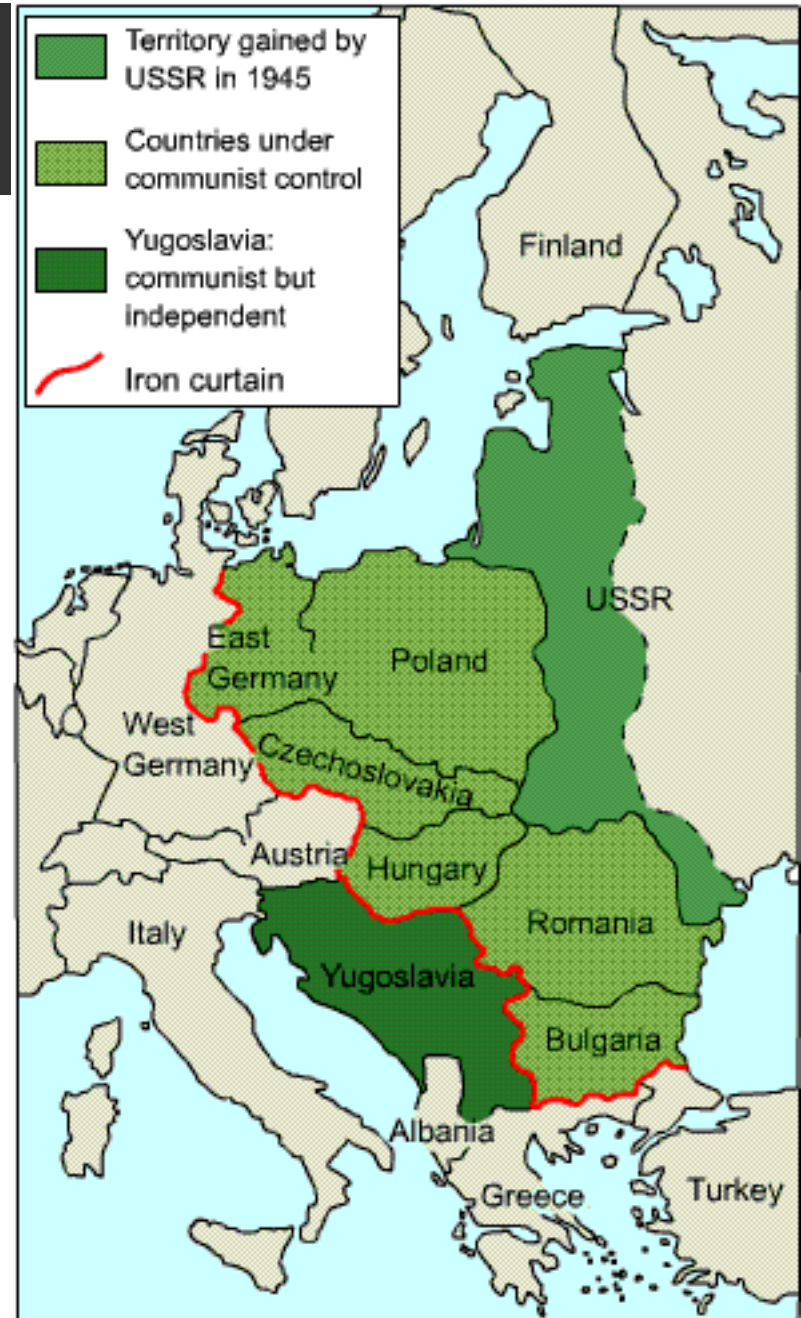 Territory gained by
USSR in 1945
Countries under
communist control
Yugoslavia:
communist but
independent
Iron curtain
Finland
USSR
East
Germany
Poland
West
Germany
Czechoslovakia
Austria
Hungary
Italy
Romania
Yugoslavia
Bulgaria
Albania
Greece
Turkey